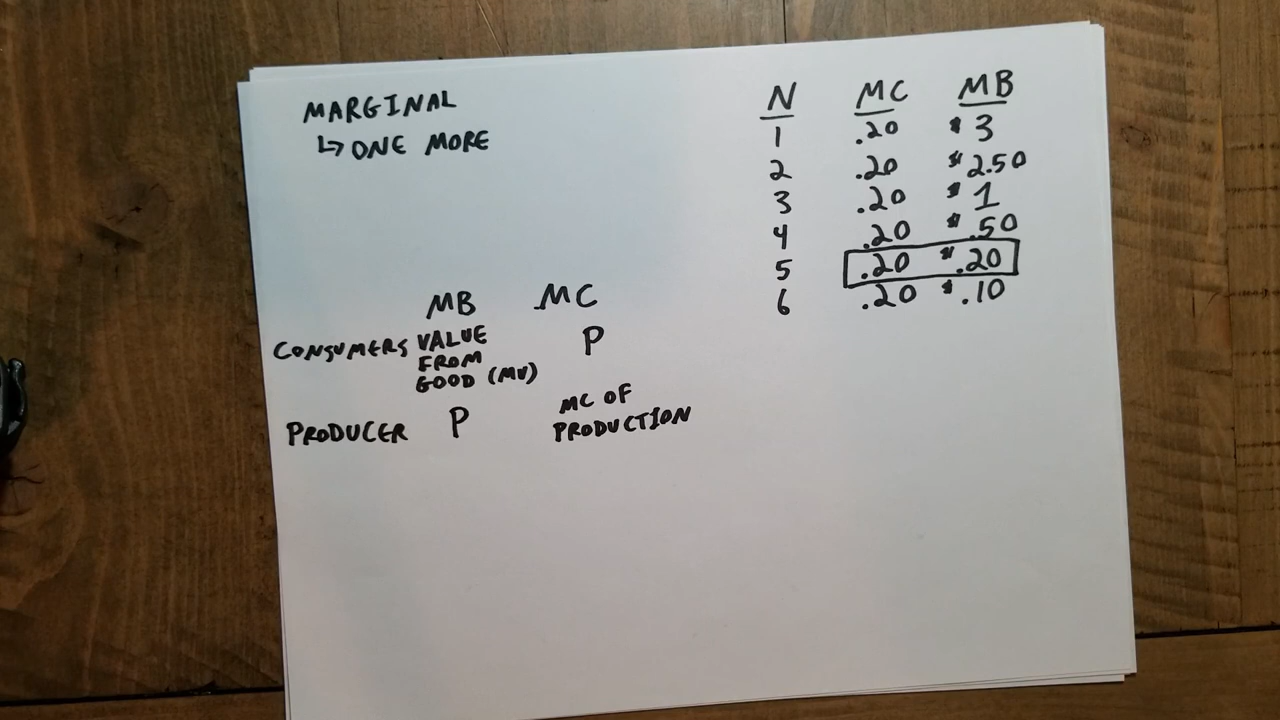 MARGINAL
↳ ONE MORE
N MC MB
1 .20 $3
2 .20 $2.50
3 .20 $1
4 .20 $.50
5 .20 $.20
6 .20 $.10
MB MC
CONSUMERS VALUE FROM GOOD (MV) P
PRODUCER P MC OF PRODUCTION